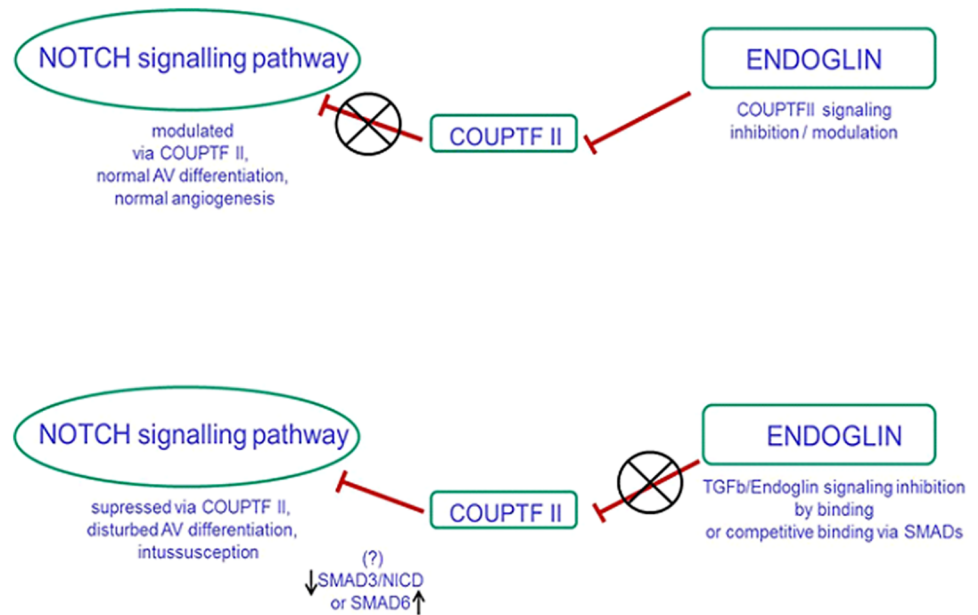 NOTCH signalling pathway
modulated
via COUPTF II,
normal AV differentiation,
normal angiogenesis
COUPTF II
ENDOGLIN
COUPTFII signaling
inhibition / modulation
NOTCH signalling pathway
supressed via COUPTF II,
disturbed AV differentiation,
intussusception
COUPTF II
(?)
↓SMAD3/NICD
or SMAD6↑
ENDOGLIN
TGFb/Endoglin signaling inhibition
by binding
or competitive binding via SMADs